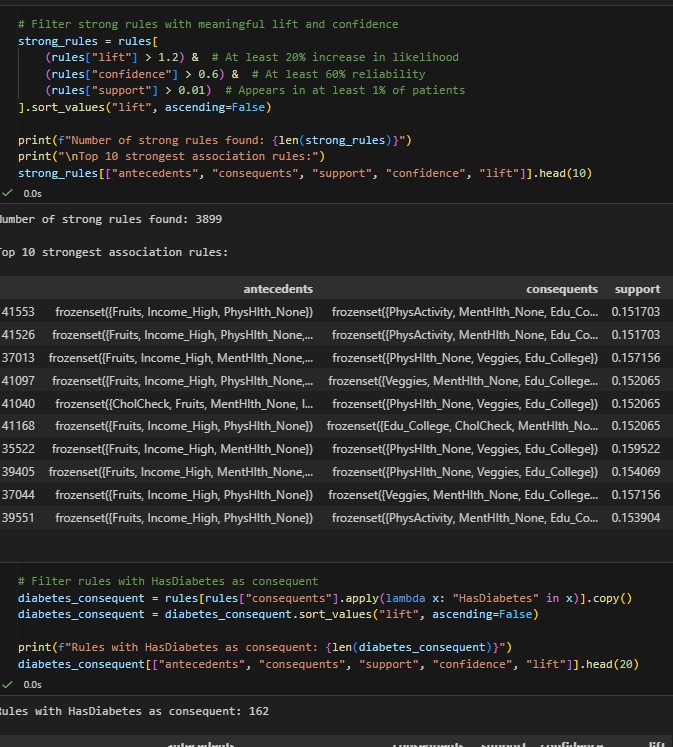 # Filter strong rules with meaningful lift and confidence
strong_rules = rules[
(rules["lift"] > 1.2) & # At least 20% increase in likelihood
(rules["confidence"] > 0.6) & # At least 60% reliability
(rules["support"] > 0.01) # Appears in at least 1% of patients
].sort_values("lift", ascending=False)
print(f"Number of strong rules found: {len(strong_rules)}")
print("\nTop 10 strongest association rules:")
strong_rules[["antecedents", "consequents", "support", "confidence", "lift"]].head(10)
0.0s
Number of strong rules found: 3899
Top 10 strongest association rules:
antecedents consequents support
41553 frozenset({Fruits, Income_High, PhysHlth_None}) frozenset({PhysActivity, MentHlth_None, Edu_Co... 0.151703
41526 frozenset({Fruits, Income_High, PhysHlth_None,... frozenset({PhysActivity, MentHlth_None, Edu_Co... 0.151703
37013 frozenset({Fruits, Income_High, MentHlth_None,... frozenset({PhysHlth_None, Veggies, Edu_College}) 0.157156
41097 frozenset({Fruits, Income_High, PhysHlth_None,... frozenset({Veggies, MentHlth_None, Edu_College... 0.152065
41040 frozenset({CholCheck, Fruits, MentHlth_None, I... frozenset({PhysHlth_None, Veggies, Edu_College}) 0.152065
41168 frozenset({Fruits, Income_High, PhysHlth_None}) frozenset({Edu_College, CholCheck, MentHlth_No... 0.152065
35522 frozenset({Fruits, Income_High, MentHlth_None}) frozenset({PhysHlth_None, Veggies, Edu_College}) 0.159522
39405 frozenset({Fruits, Income_High, MentHlth_None,... frozenset({PhysHlth_None, Veggies, Edu_College}) 0.154069
37044 frozenset({Fruits, Income_High, PhysHlth_None}) frozenset({Veggies, MentHlth_None, Edu_College... 0.157156
39551 frozenset({Fruits, Income_High, PhysHlth_None}) frozenset({PhysActivity, MentHlth_None, Edu_Co... 0.153904
# Filter rules with HasDiabetes as consequent
diabetes_consequent = rules[rules["consequents"].apply(lambda x: "HasDiabetes" in x)].copy()
diabetes_consequent = diabetes_consequent.sort_values("lift", ascending=False)
print(f"Rules with HasDiabetes as consequent: {len(diabetes_consequent)}")
diabetes_consequent[["antecedents", "consequents", "support", "confidence", "lift"]].head(20)
0.0s
Rules with HasDiabetes as consequent: 162
antecedents consequents support confidence lift